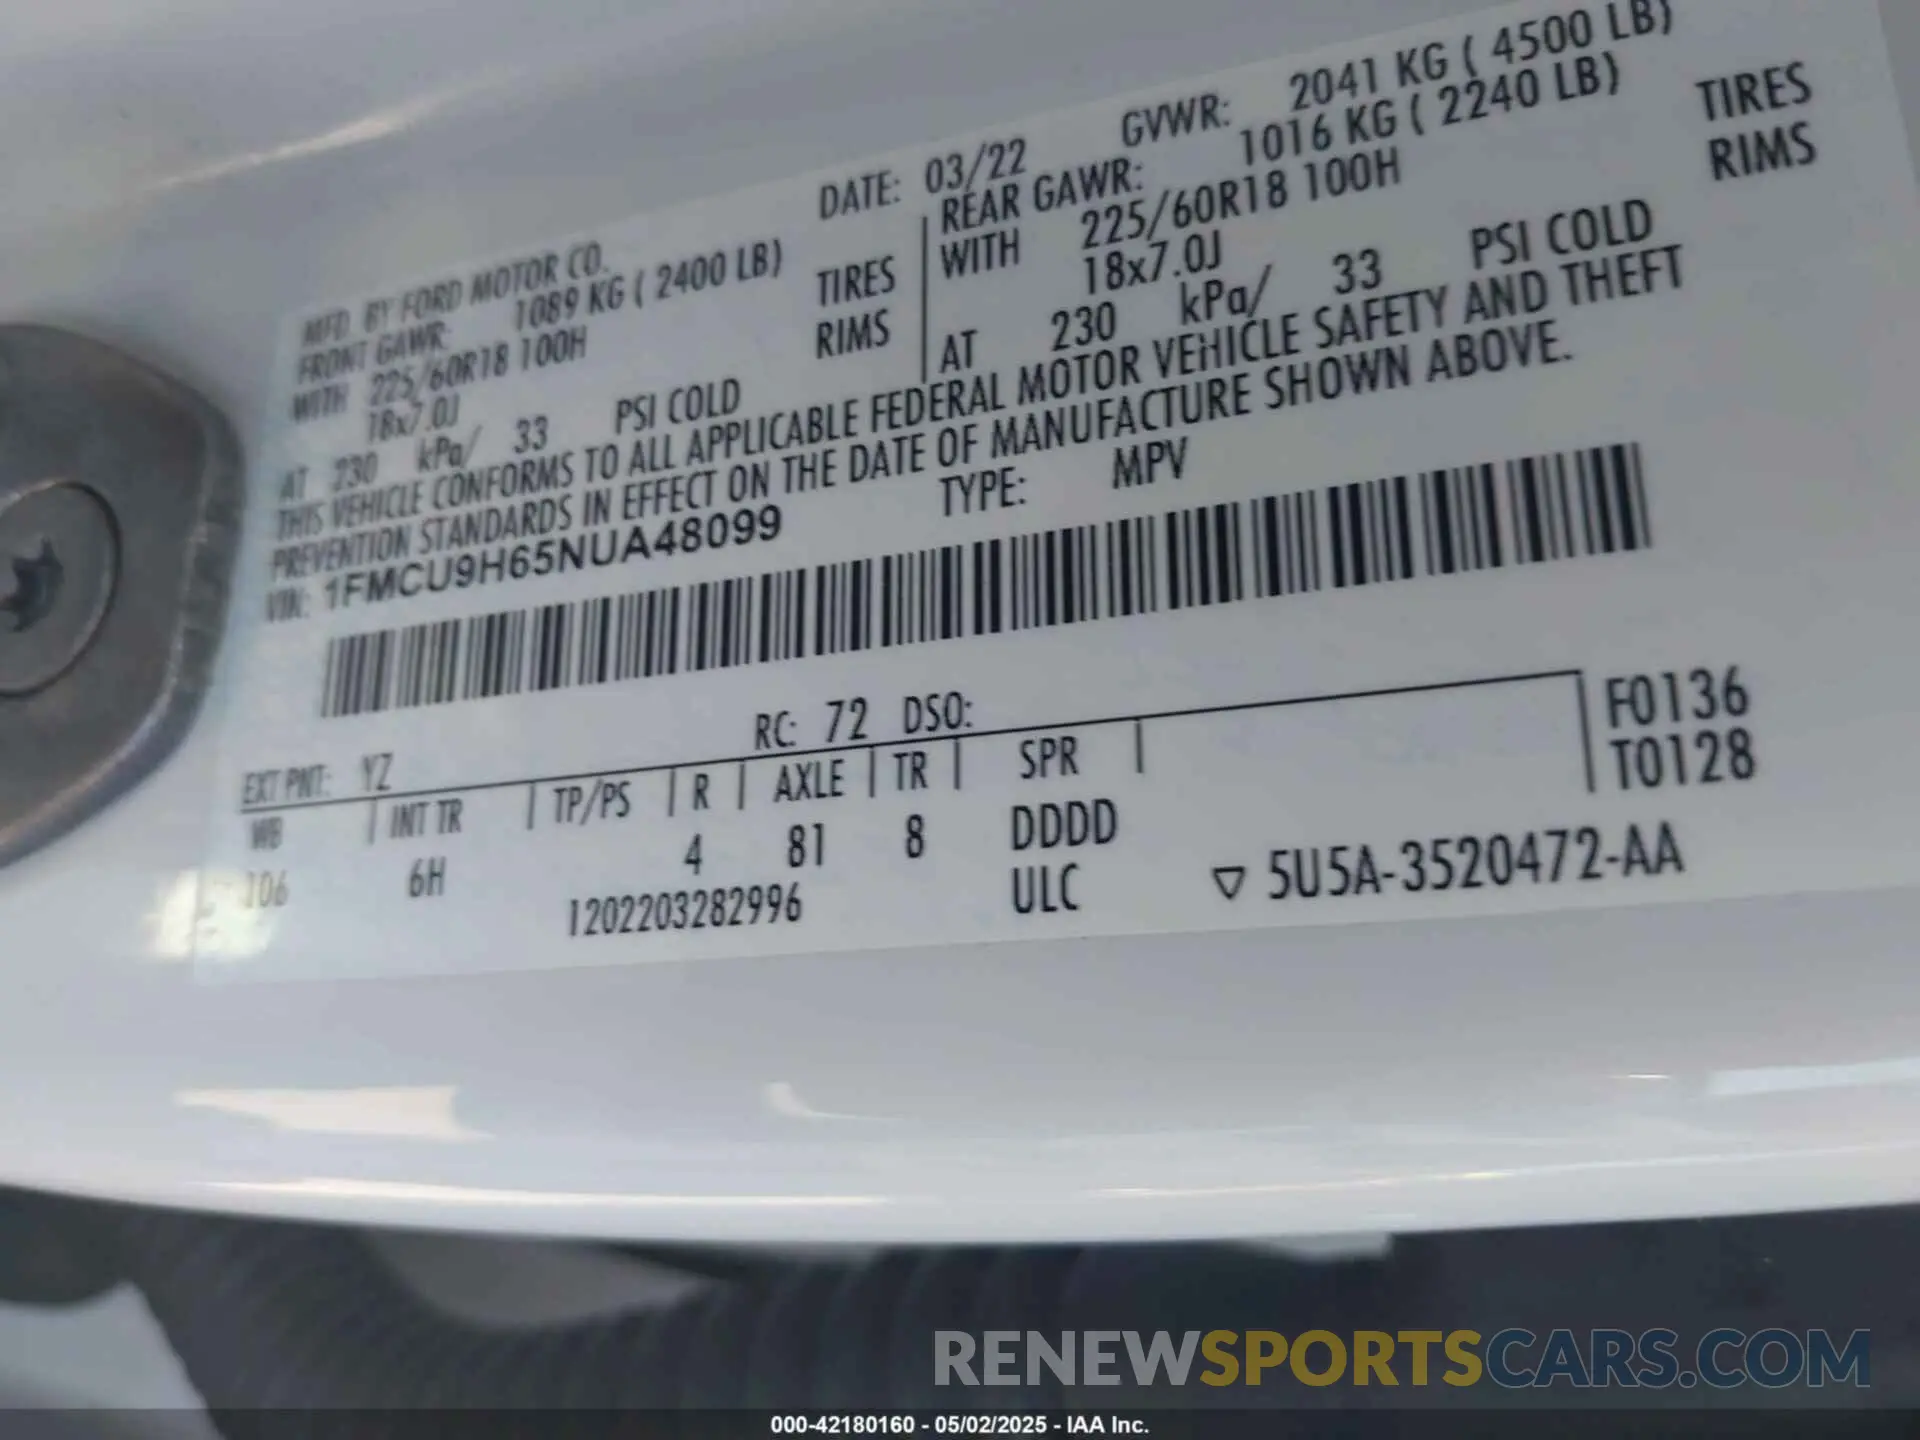 MFD. BY FORD MOTOR CO. DATE: 03/22 GVWR: 2041 KG ( 4500 LB)
FRONT GAWR: 1089 KG ( 2400 LB) REAR GAWR: 1016 KG ( 2240 LB)
WITH 225/60R18 100H TIRES WITH 225/60R18 100H TIRES
18x7.0J RIMS 18x7.0J RIMS
AT 230 kPa/ 33 PSI COLD AT 230 kPa/ 33 PSI COLD
THIS VEHICLE CONFORMS TO ALL APPLICABLE FEDERAL MOTOR VEHICLE SAFETY AND THEFT
PREVENTION STANDARDS IN EFFECT ON THE DATE OF MANUFACTURE SHOWN ABOVE.
VIN: 1FMCU9H65NUA48099 TYPE: MPV
EXT PNT: YZ RC: 72 DSO: F0136
WB INT TR TP/PS R AXLE TR SPR T0128
106 6H 4 81 8 DDDD
1202203282996 ULC ▽ 5U5A-3520472-AA
RENEWSPORTSCARS.COM
000-42180160 - 05/02/2025 - IAA Inc.